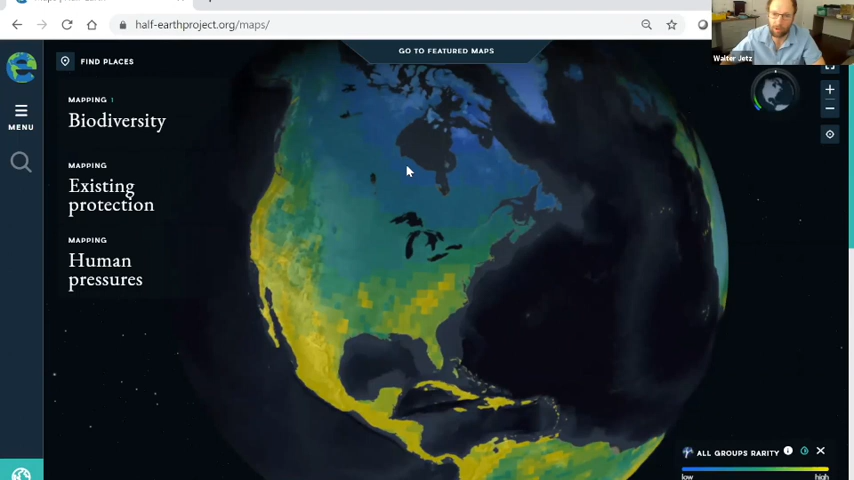 half-earthproject.org/maps/
Walter Jetz
GO TO FEATURED MAPS
FIND PLACES
MENU
MAPPING 1
Biodiversity
MAPPING
Existing
protection
MAPPING
Human
pressures
ALL GROUPS RARITY
low
high